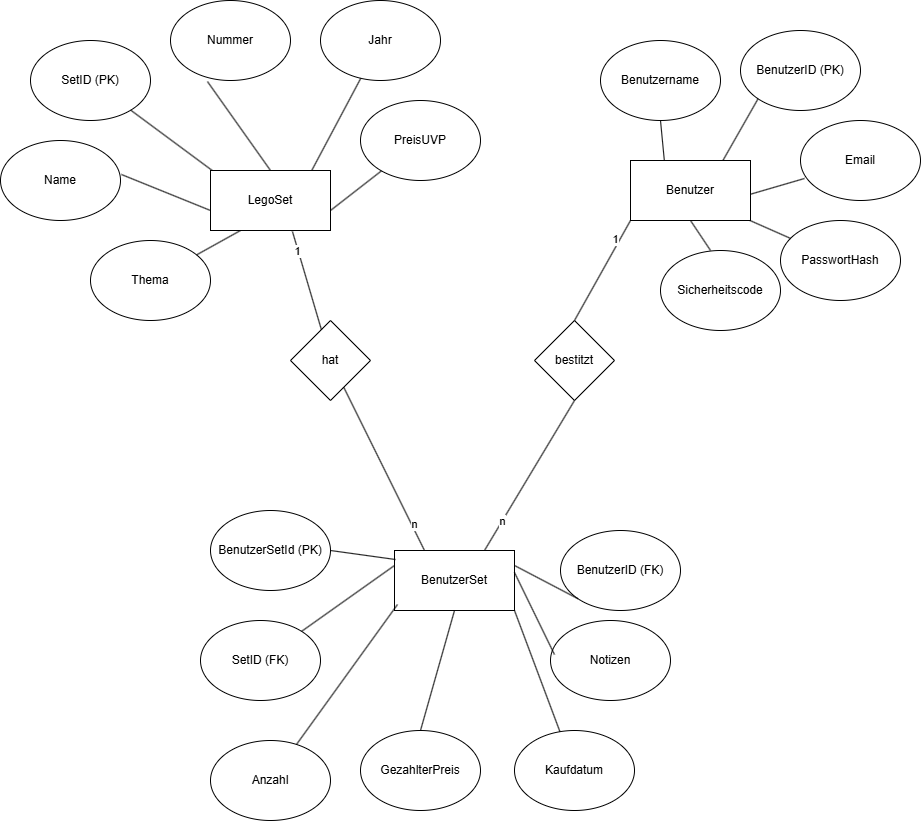 Nummer
Jahr
SetID (PK)
PreisUVP
Name
LegoSet
Thema
1
hat
n
Benutzername
BenutzerID (PK)
Email
Benutzer
PasswortHash
Sicherheitscode
1
bestitzt
n
BenutzerSetId (PK)
BenutzerSet
BenutzerID (FK)
SetID (FK)
Notizen
Anzahl
GezahlterPreis
Kaufdatum